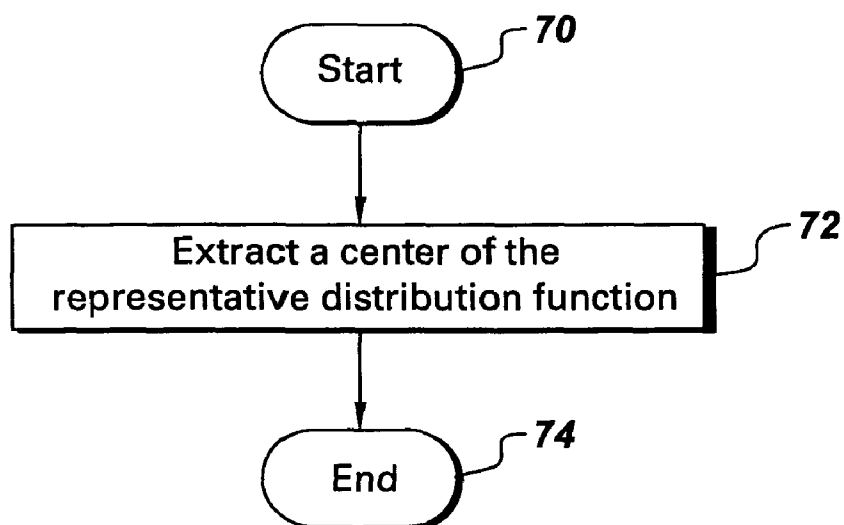 70
Start
72
Extract a center of the
representative distribution function
74
End